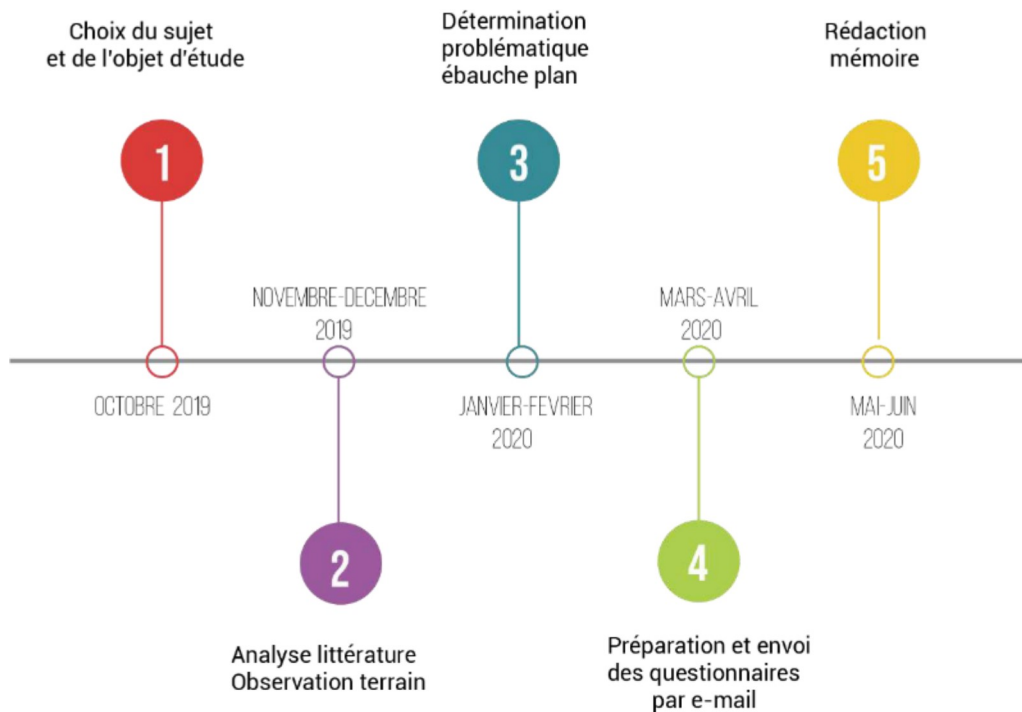 Choix du sujet
et de l'objet d'étude
1
OCTOBRE 2019
NOVEMBRE-DECEMBRE
2019
2
Analyse littérature
Observation terrain
Détermination
problématique
ébauche plan
3
JANVIER-FEVRIER
2020
MARS-AVRIL
2020
4
Préparation et envoi
des questionnaires
par e-mail
Rédaction
mémoire
5
MAI-JUIN
2020